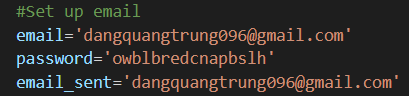 #Set up email
email='dangquangtrung096@gmail.com'
password='owblbredcnapbslh'
email_sent='dangquangtrung096@gmail.com'